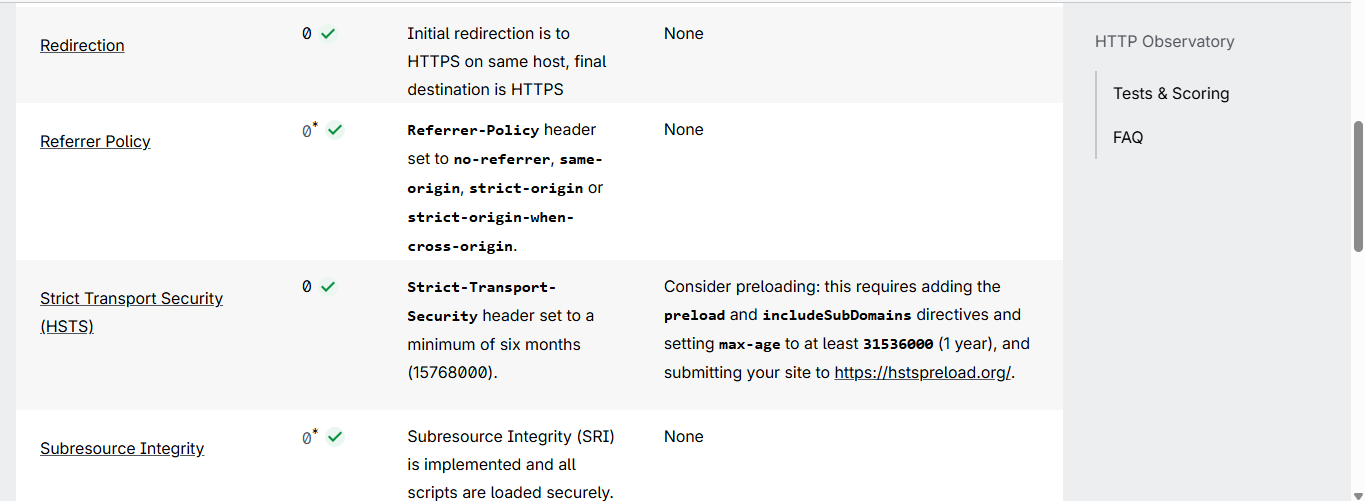 Redirection
0
Initial redirection is to
HTTPS on same host, final
destination is HTTPS
None
Referrer Policy
0*
Referrer-Policy header
set to no-referrer, same-
origin, strict-origin or
strict-origin-when-
cross-origin.
None
Strict Transport Security
(HSTS)
0
Strict-Transport-
Security header set to a
minimum of six months
(15768000).
Consider preloading: this requires adding the
preload and includeSubDomains directives and
setting max-age to at least 31536000 (1 year), and
submitting your site to https://hstspreload.org/.
Subresource Integrity
0*
Subresource Integrity (SRI)
is implemented and all
scripts are loaded securely.
None
HTTP Observatory
Tests & Scoring
FAQ